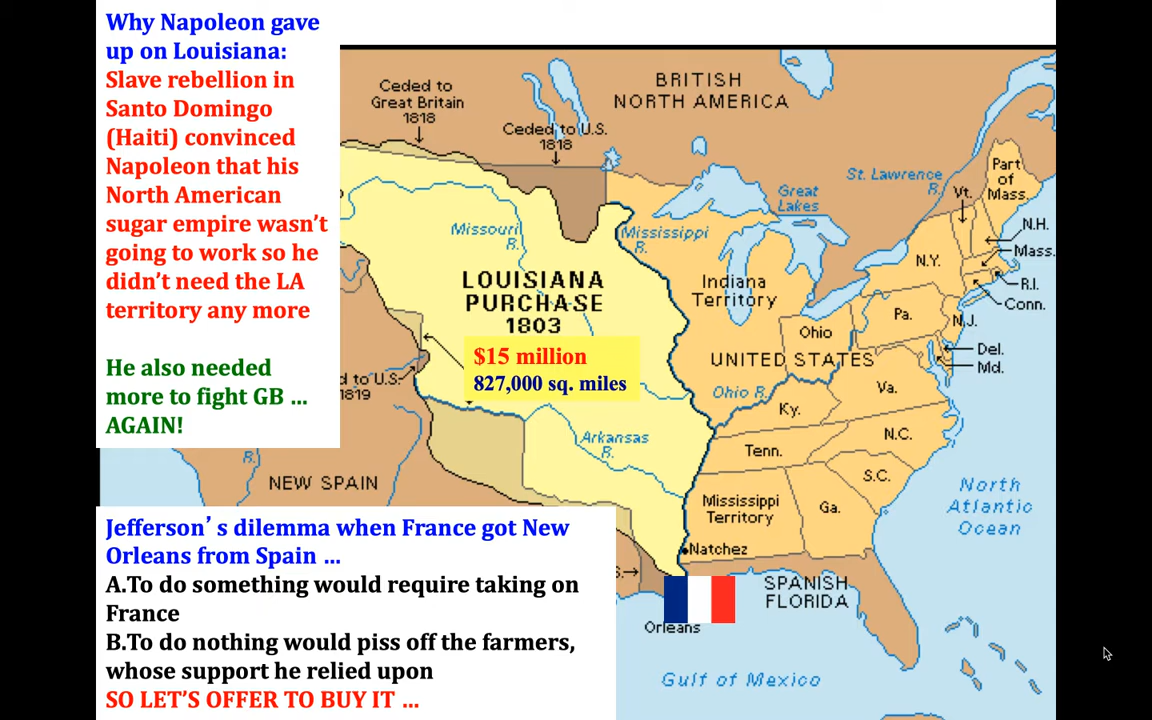 Why Napoleon gave
up on Louisiana:
Slave rebellion in
Santo Domingo
(Haiti) convinced
Napoleon that his
North American
sugar empire wasn't
going to work so he
didn't need the LA
territory any more
He also needed
more to fight GB ...
AGAIN!
Ceded to
Great Britain
1818
Ceded to U.S.
1818
BRITISH
NORTH AMERICA
St. Lawrence
R.
Part
of
Mass.
Vt.
N.H.
Mass.
R.I.
Conn.
N.Y.
Great
Lakes
Missouri
R.
Mississippi
R.
LOUISIANA
PURCHASE
1803
$15 million
827,000 sq. miles
Indiana
Territory
Ohio
Pa.
N.J.
Del.
Md.
UNITED STATES
Ohio R.
Va.
Ky.
d to U.S.
1819
Arkansas
R.
Tenn.
N.C.
S.C.
R.
NEW SPAIN
Mississippi
Territory
Ga.
North
Atlantic
Ocean
Natchez
SPANISH
FLORIDA
Orleans
Gulf of Mexico
Jefferson's dilemma when France got New
Orleans from Spain ...
A.To do something would require taking on
France
B.To do nothing would piss off the farmers,
whose support he relied upon
SO LET'S OFFER TO BUY IT ...